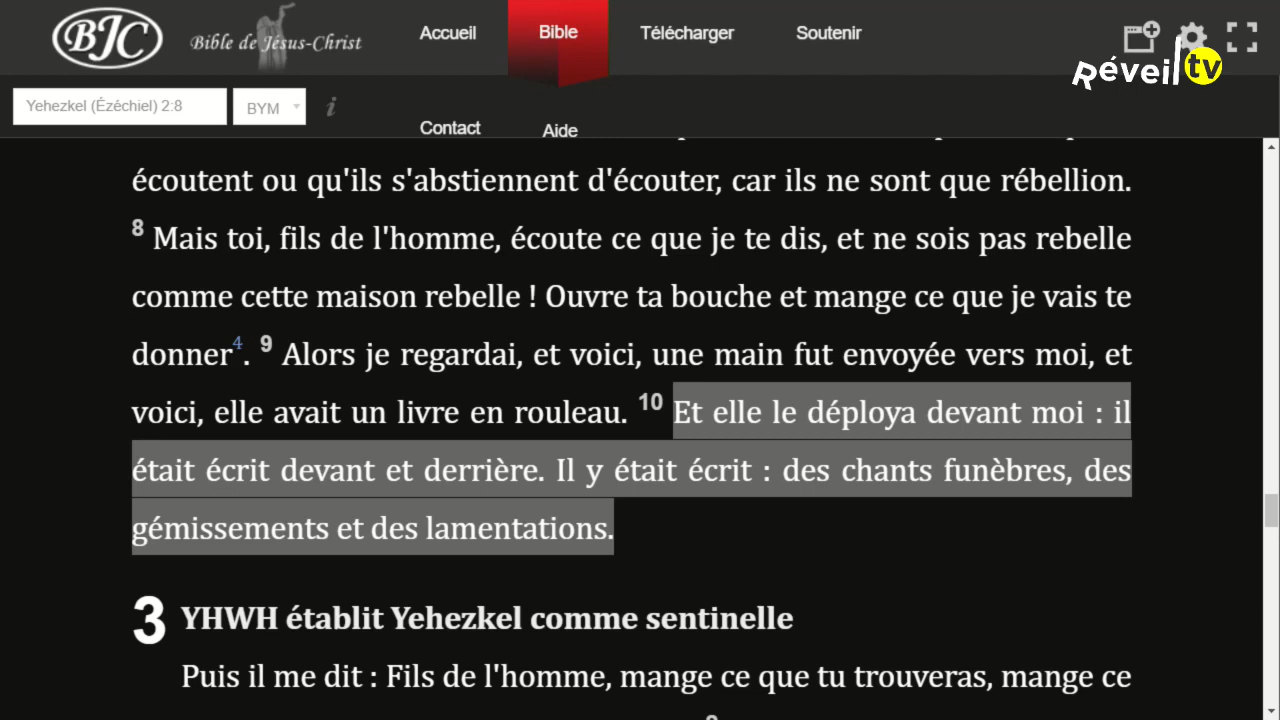 BJC
Bible de Jésus-Christ
Accueil
Bible
Télécharger
Soutenir
Réveil tv
Yehezkel (Ézéchiel) 2:8
BYM
i
Contact
Aide
écoutent ou qu'ils s'abstiennent d'écouter, car ils ne sont que rébellion.
8 Mais toi, fils de l'homme, écoute ce que je te dis, et ne sois pas rebelle
comme cette maison rebelle ! Ouvre ta bouche et mange ce que je vais te
donner4. 9 Alors je regardai, et voici, une main fut envoyée vers moi, et
voici, elle avait un livre en rouleau. 10 Et elle le déploya devant moi : il
était écrit devant et derrière. Il y était écrit : des chants funèbres, des
gémissements et des lamentations.
3 YHWH établit Yehezkel comme sentinelle
Puis il me dit : Fils de l'homme, mange ce que tu trouveras, mange ce